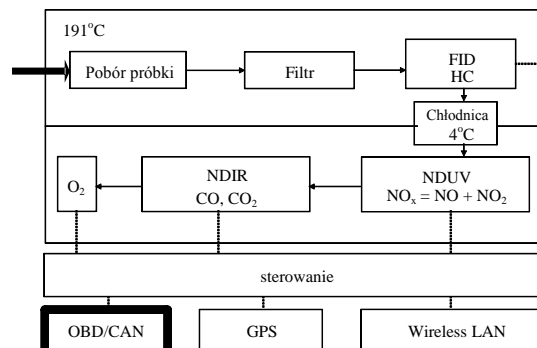 191°C
Pobór próbki
Filtr
FID
HC
Chłodnica
4°C
O₂
NDIR
CO, CO₂
NDUV
NOₓ = NO + NO₂
sterowanie
OBD/CAN
GPS
Wireless LAN